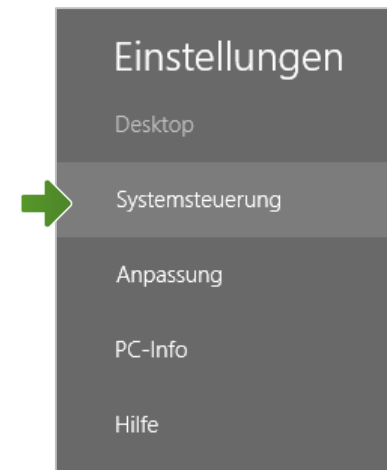 Einstellungen
Desktop
Systemsteuerung
Anpassung
PC-Info
Hilfe